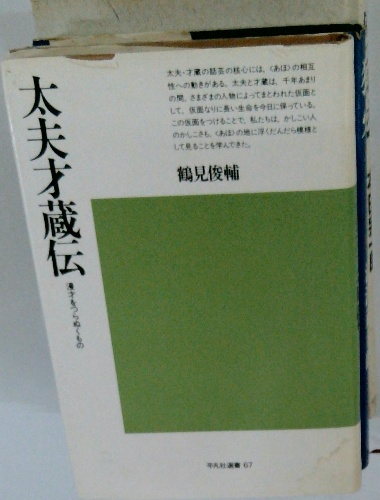 太夫才蔵伝
漫才をつらぬくもの
太夫・才蔵の話芸の核心には、〈あほ〉の相互
性への動きがある。太夫と才蔵は、千年あまり
の間、さまざまの人物によってまとわれた仮面と
して、仮面なりに長い生命を今日に保っている。
この仮面をつけることで、私たちは、かしこい人
のかしこさも、〈あほ〉の地に浮くだんだら模様と
して見ることを学んできた。
鶴見俊輔
平凡社選書 67